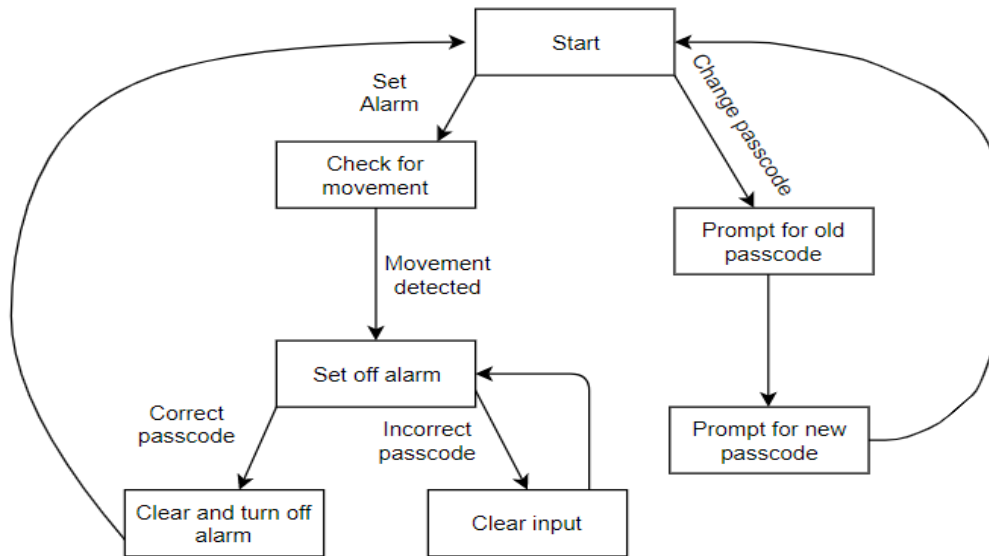 Start
Set
Alarm
Change passcode
Check for
movement
Prompt for old
passcode
Movement
detected
Set off alarm
Correct
passcode
Incorrect
passcode
Prompt for new
passcode
Clear and turn off
alarm
Clear input